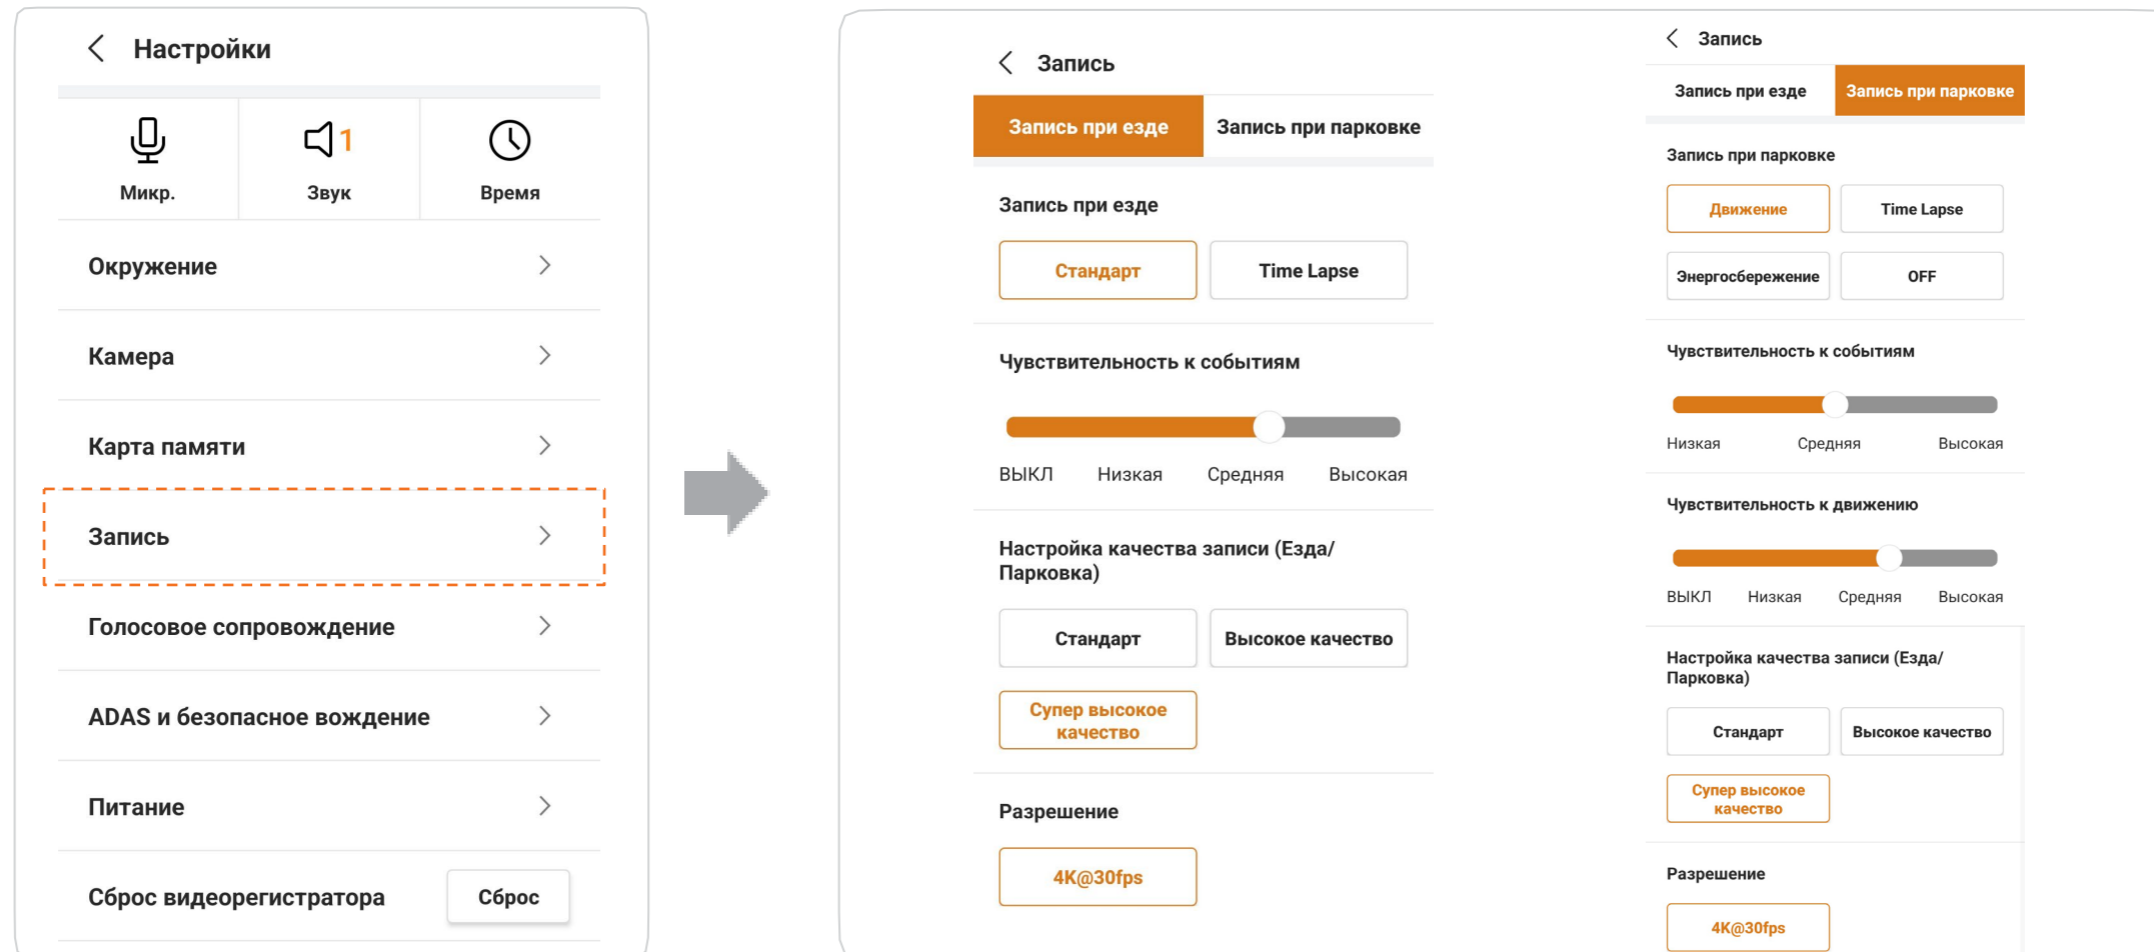 Настройки
1
Микр.
Звук
Время
Окружение
Камера
Карта памяти
Запись
Голосовое сопровождение
ADAS и безопасное вождение
Питание
Сброс видеорегистратора
Сброс
Запись
Запись при езде
Запись при парковке
Запись при езде
Стандарт
Time Lapse
Чувствительность к событиям
ВЫКЛ
Низкая
Средняя
Высокая
Настройка качества записи (Езда/
Парковка)
Стандарт
Высокое качество
Супер высокое
качество
Разрешение
4K@30fps
Запись
Запись при езде
Запись при парковке
Запись при парковке
Движение
Time Lapse
Энергосбережение
OFF
Чувствительность к событиям
Низкая
Средняя
Высокая
Чувствительность к движению
ВЫКЛ
Низкая
Средняя
Высокая
Настройка качества записи (Езда/
Парковка)
Стандарт
Высокое качество
Супер высокое
качество
Разрешение
4K@30fps